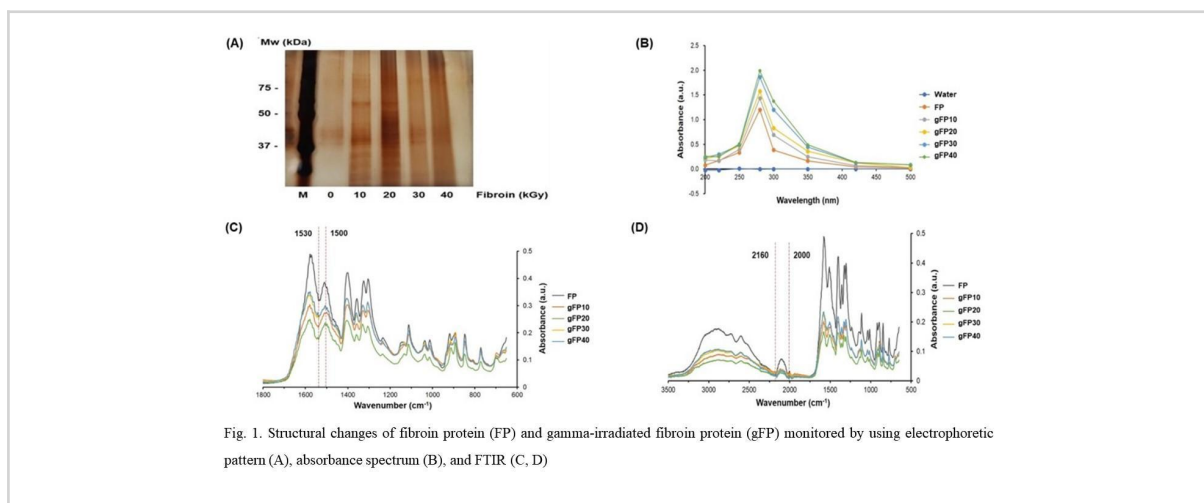 (A)
Mw (kDa)
75 -
50 -
37 -
M 0 10 20 30 40 Fibroin (kGy)
(B)
Absorbance (a.u.)
2.5
2.0
1.5
1.0
0.5
0.0
-0.5
200 250 300 350 400 450 500
Wavelength (nm)
Water
FP
gFP10
gFP20
gFP30
gFP40
(C)
1530 1500
0.5
0.4
0.3
0.2
0.1
0
Absorbance (a.u.)
FP
gFP10
gFP20
gFP30
gFP40
1800 1600 1400 1200 1000 800 600
Wavenumber (cm-1)
(D)
2160 2000
0.5
0.4
0.3
0.2
0.1
0
Absorbance (a.u.)
FP
gFP10
gFP20
gFP30
gFP40
3500 3000 2500 2000 1500 1000 500
Wavenumber (cm-1)
Fig. 1. Structural changes of fibroin protein (FP) and gamma-irradiated fibroin protein (gFP) monitored by using electrophoretic
pattern (A), absorbance spectrum (B), and FTIR (C, D)